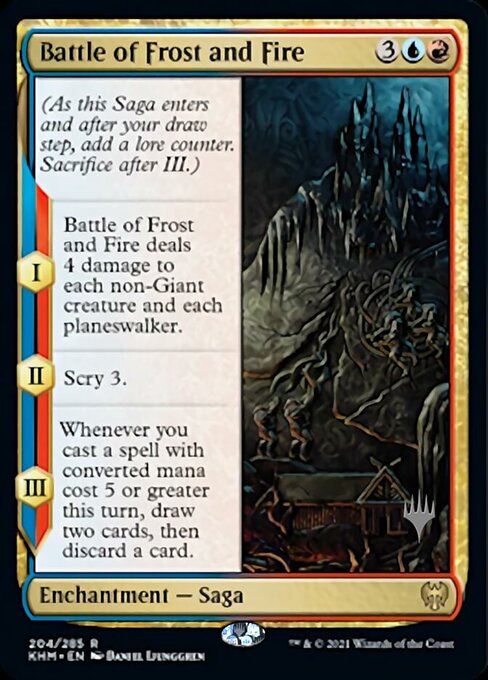 Battle of Frost and Fire 3
(As this Saga enters
and after your draw
step, add a lore counter.
Sacrifice after III.)
Battle of Frost
and Fire deals
I 4 damage to
each non-Giant
creature and each
planeswalker.
II Scry 3.
Whenever you
cast a spell with
converted mana
III cost 5 or greater
this turn, draw
two cards, then
discard a card.
Enchantment — Saga
204/285 R
KHM • EN Daniel Ljunggren
™ & © 2021 Wizards of the Coast